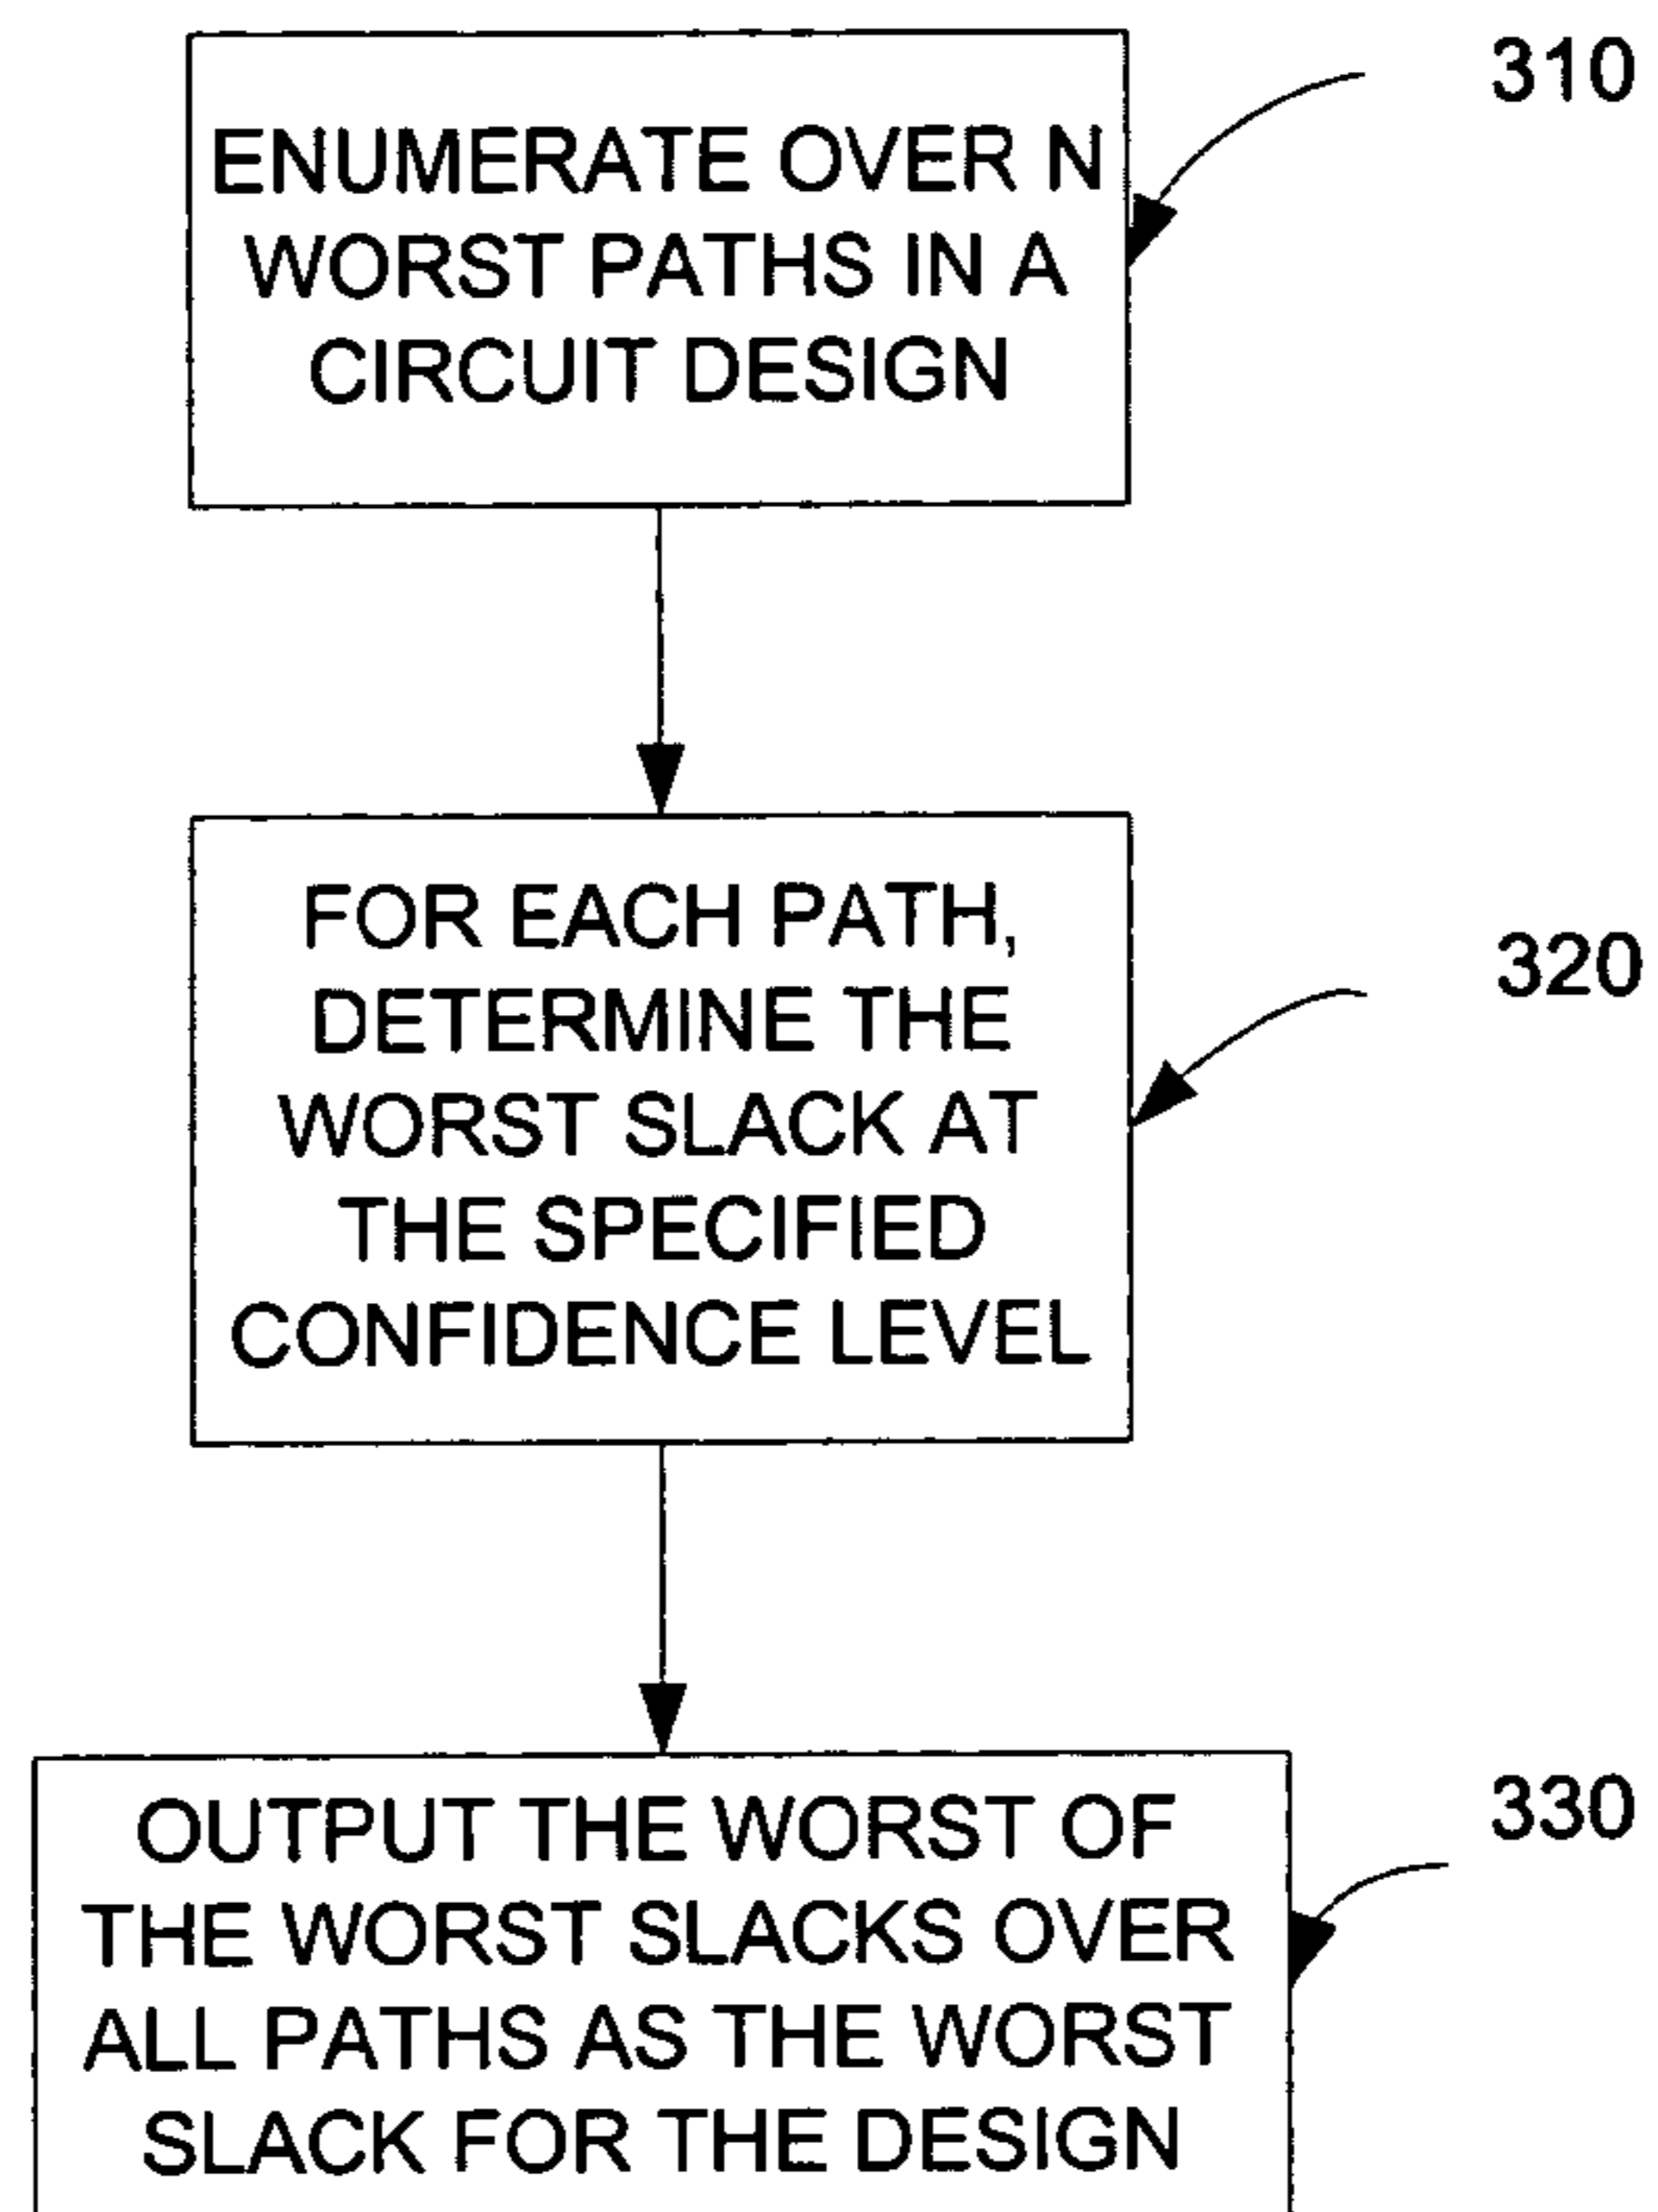 310
ENUMERATE OVER N
WORST PATHS IN A
CIRCUIT DESIGN
320
FOR EACH PATH,
DETERMINE THE
WORST SLACK AT
THE SPECIFIED
CONFIDENCE LEVEL
330
OUTPUT THE WORST OF
THE WORST SLACKS OVER
ALL PATHS AS THE WORST
SLACK FOR THE DESIGN